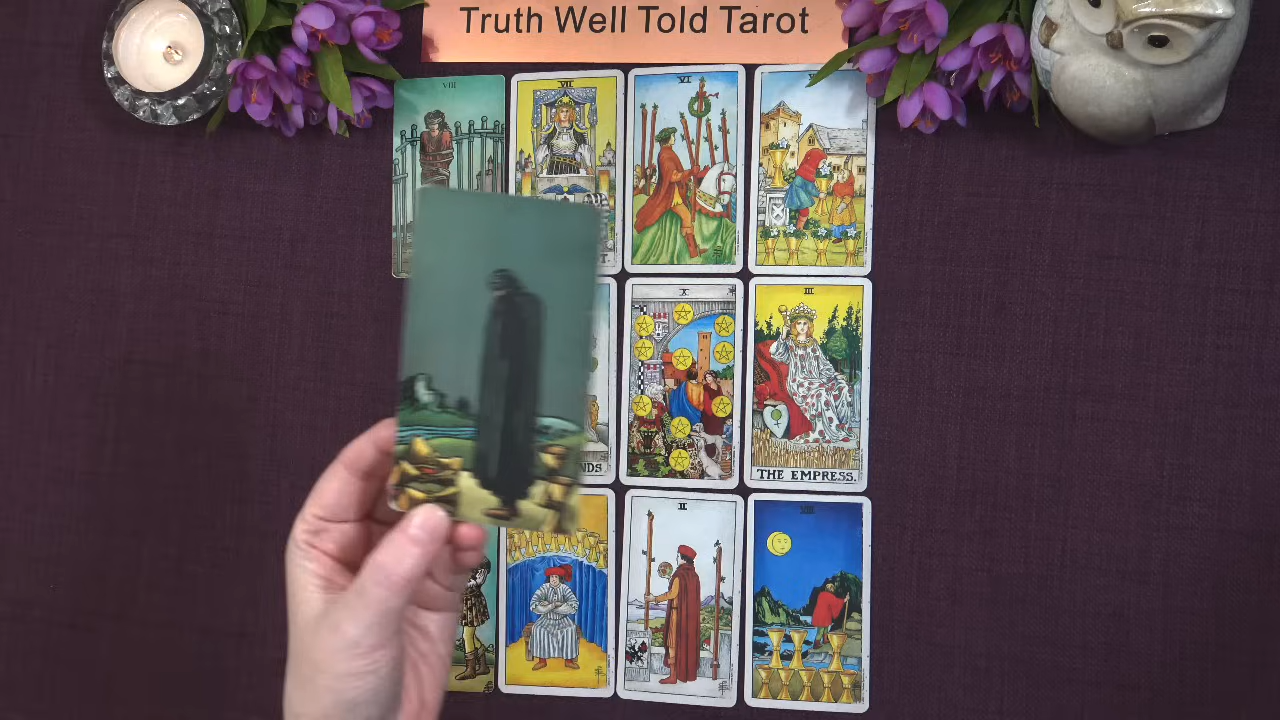 Truth Well Told Tarot
VIII
VII
VI
T.
X
III
NDS
THE EMPRESS.
II
VIII